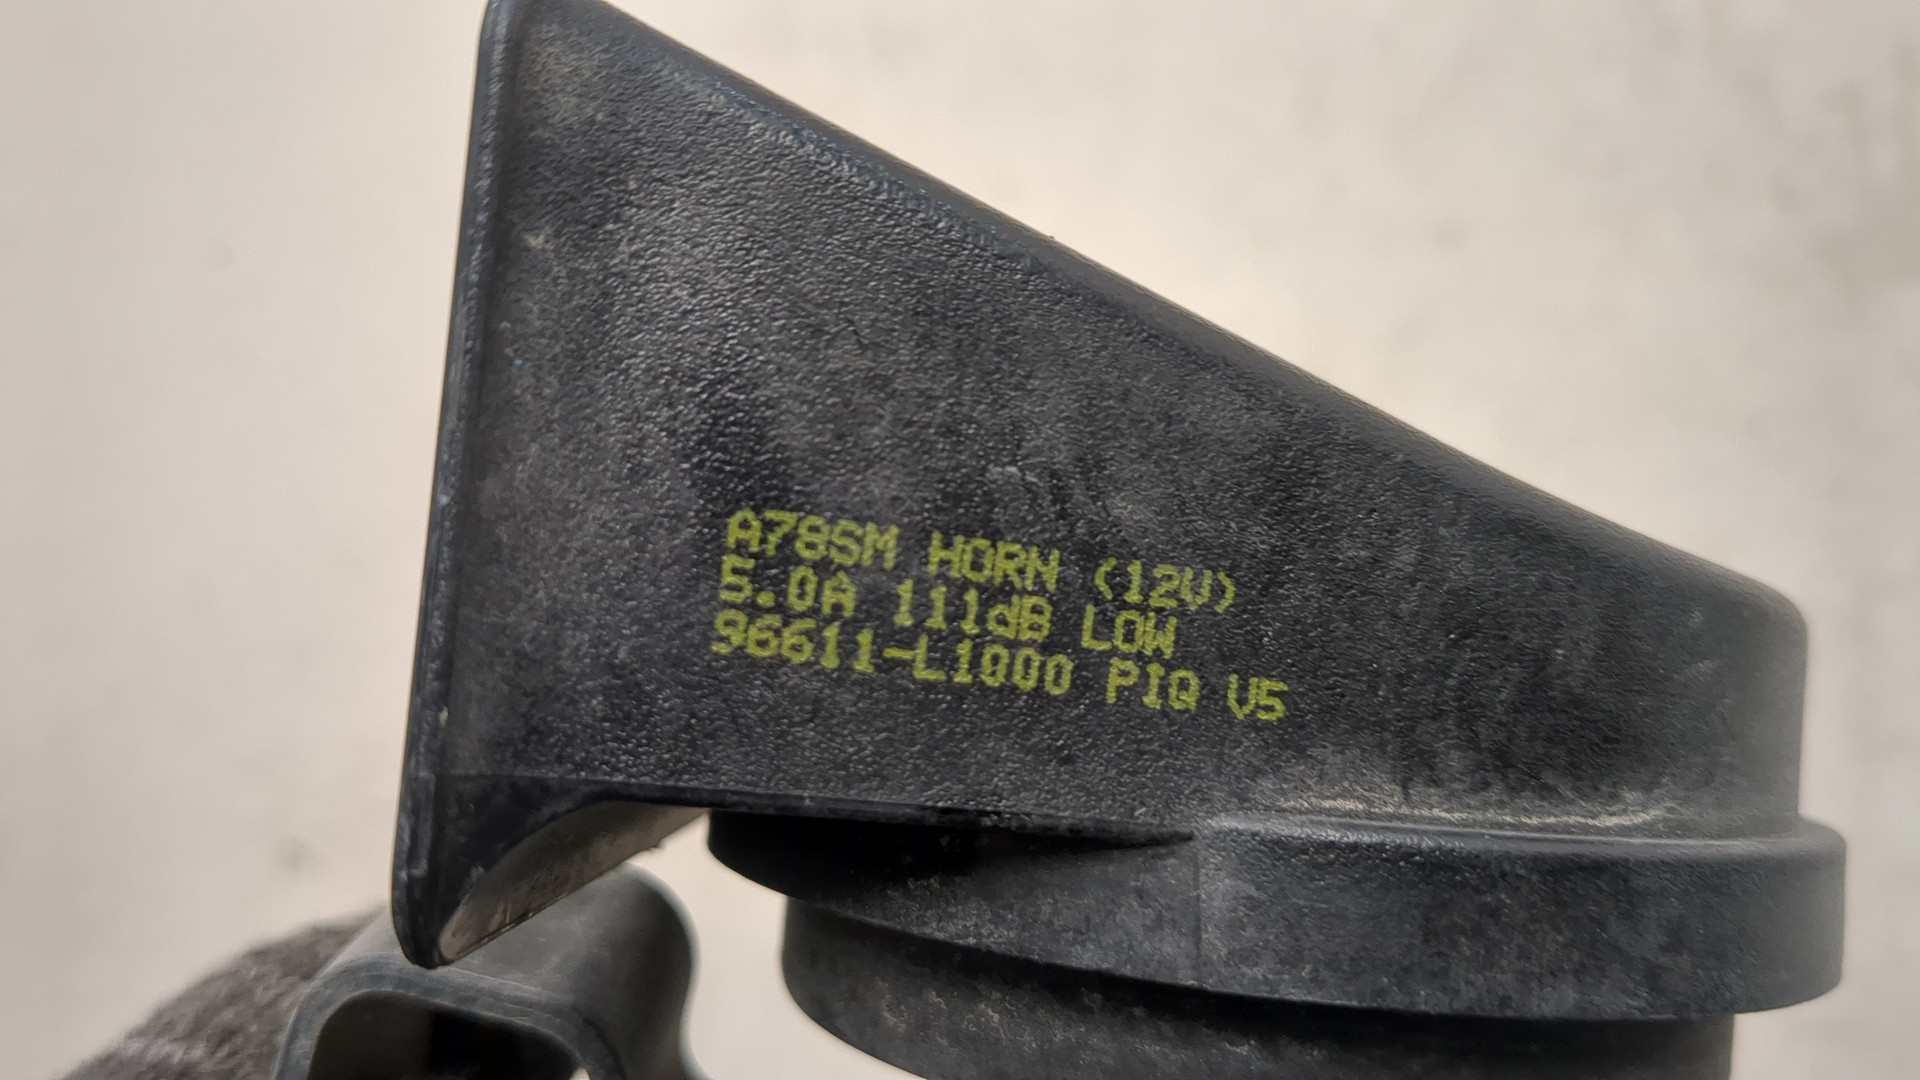 A78SM HORN (12V)
5.0A 111dB LOW
96611-L1000 PIQ V5